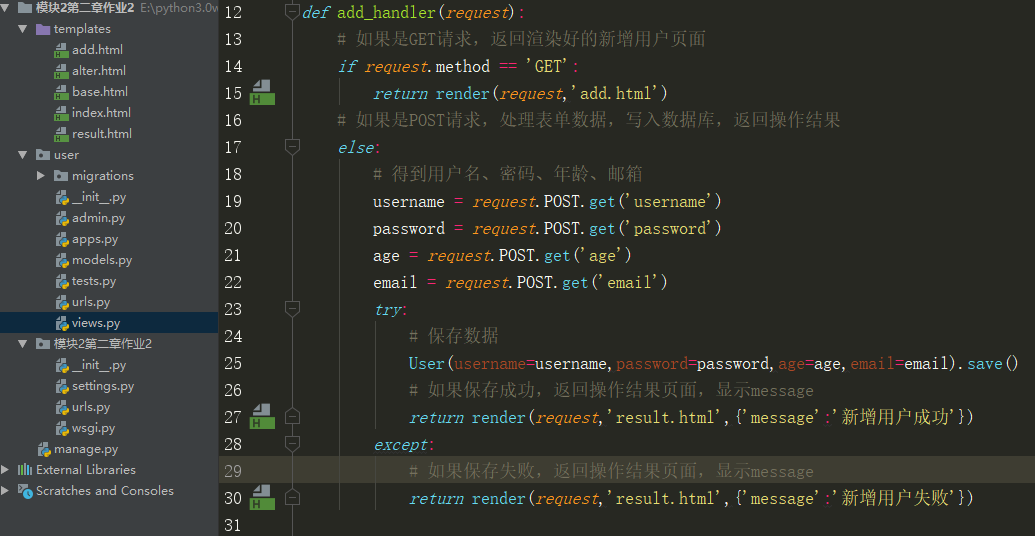 模块2第二章作业2 E:\python3.0w
templates
add.html
alter.html
base.html
index.html
result.html
user
migrations
__init__.py
admin.py
apps.py
models.py
tests.py
urls.py
views.py
模块2第二章作业2
__init__.py
settings.py
urls.py
wsgi.py
manage.py
External Libraries
Scratches and Consoles
12 def add_handler(request):
13 # 如果是GET请求，返回渲染好的新增用户页面
14 if request.method == 'GET':
15 return render(request,'add.html')
16 # 如果是POST请求，处理表单数据，写入数据库，返回操作结果
17 else:
18 # 得到用户名、密码、年龄、邮箱
19 username = request.POST.get('username')
20 password = request.POST.get('password')
21 age = request.POST.get('age')
22 email = request.POST.get('email')
23 try:
24 # 保存数据
25 User(username=username,password=password,age=age,email=email).save()
26 # 如果保存成功，返回操作结果页面，显示message
27 return render(request,'result.html',{'message':'新增用户成功'})
28 except:
29 # 如果保存失败，返回操作结果页面，显示message
30 return render(request,'result.html',{'message':'新增用户失败'})
31